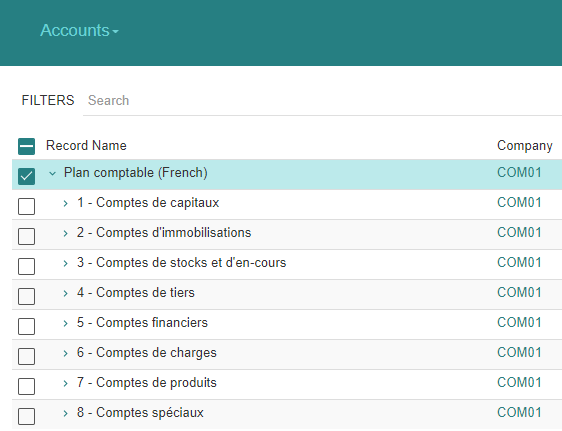 Accounts
FILTERS Search
Record Name Company
Plan comptable (French) COM01
1 - Comptes de capitaux COM01
2 - Comptes d'immobilisations COM01
3 - Comptes de stocks et d'en-cours COM01
4 - Comptes de tiers COM01
5 - Comptes financiers COM01
6 - Comptes de charges COM01
7 - Comptes de produits COM01
8 - Comptes spéciaux COM01